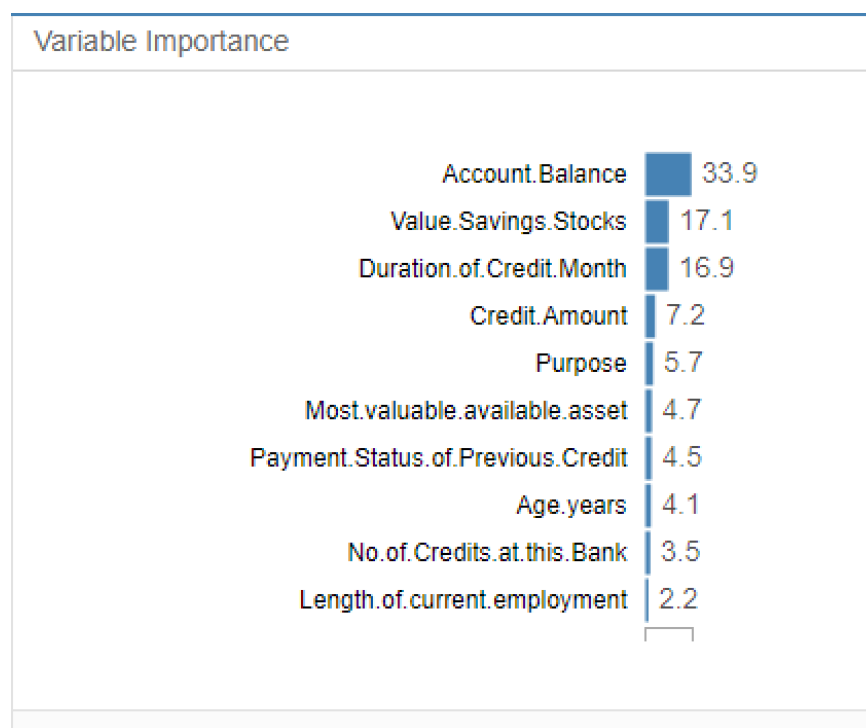 Variable Importance
Account.Balance 33.9
Value.Savings.Stocks 17.1
Duration.of.Credit.Month 16.9
Credit.Amount 7.2
Purpose 5.7
Most.valuable.available.asset 4.7
Payment.Status.of.Previous.Credit 4.5
Age.years 4.1
No.of.Credits.at.this.Bank 3.5
Length.of.current.employment 2.2